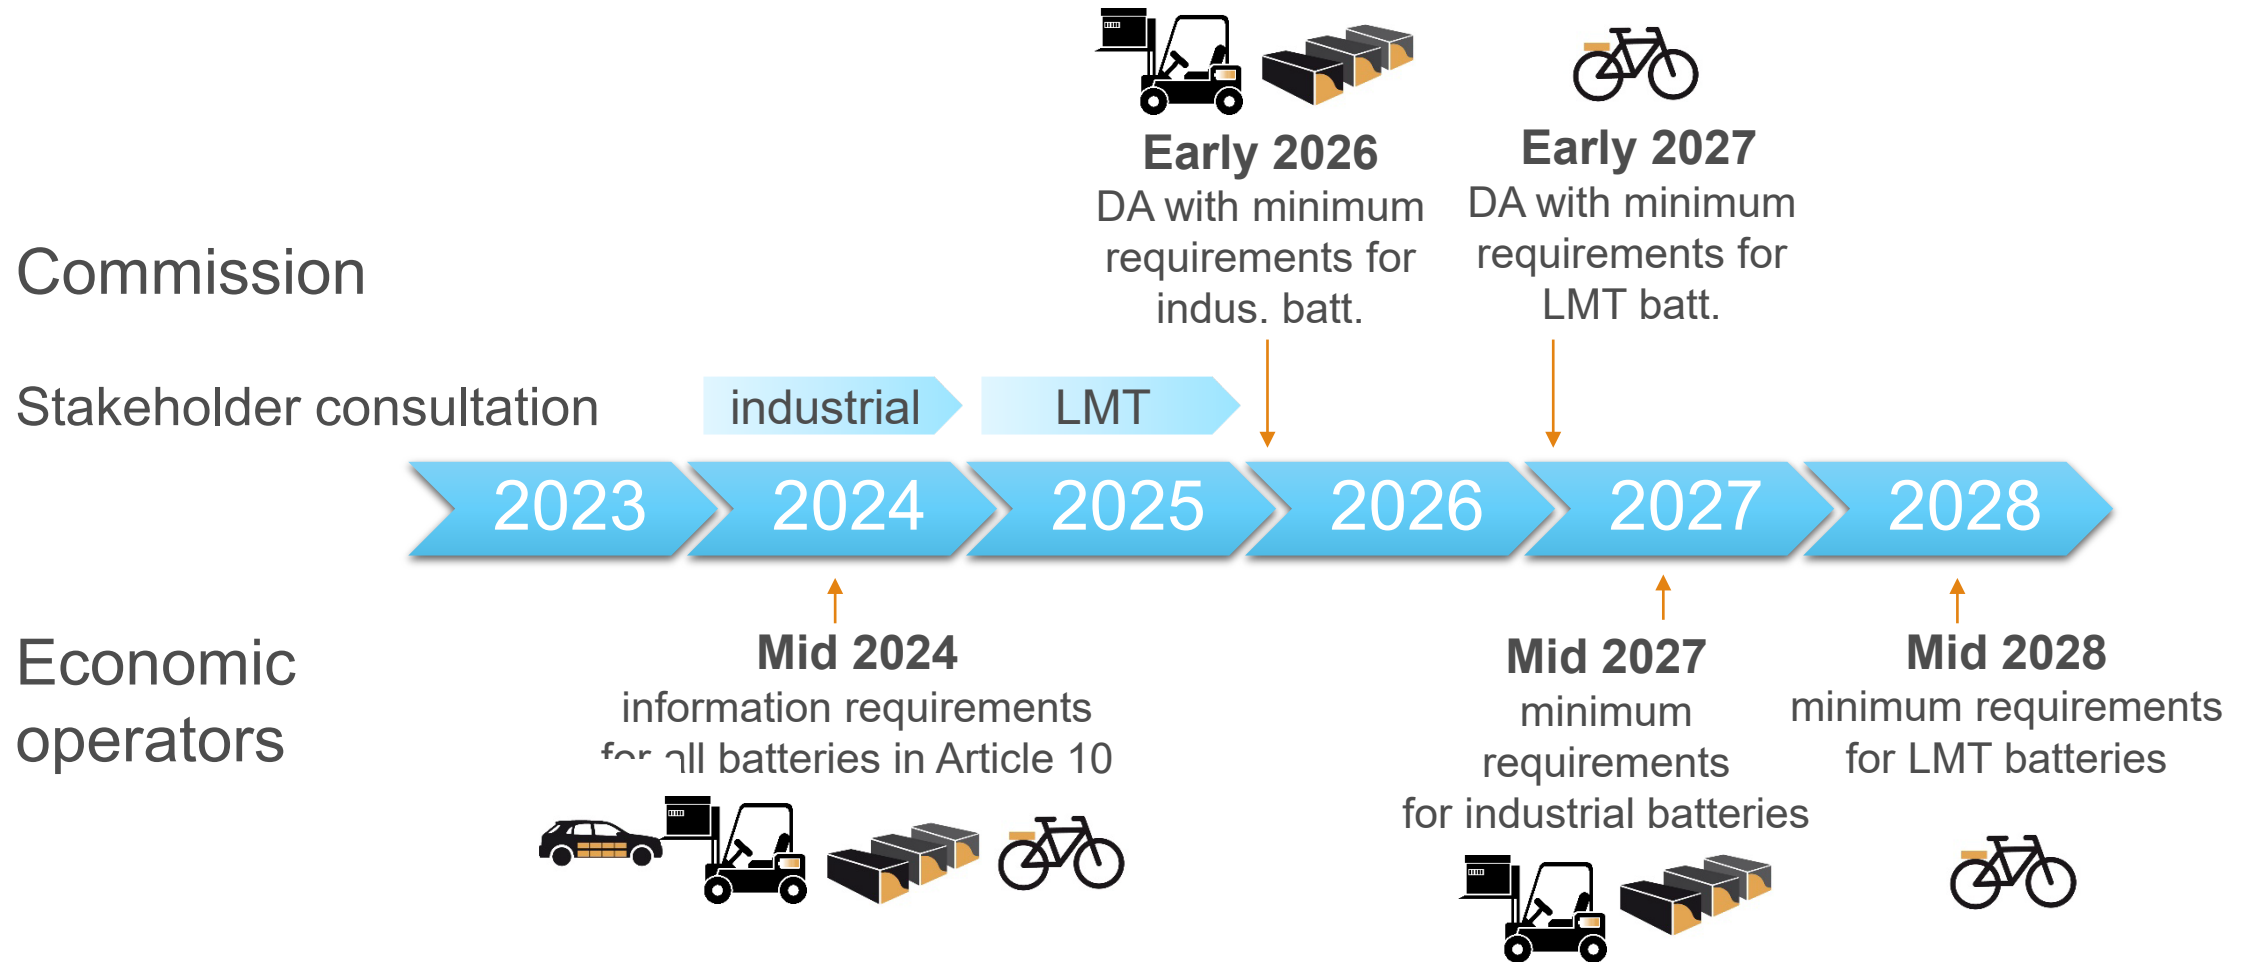 Early 2026
DA with minimum
requirements for
indus. batt.
Early 2027
DA with minimum
requirements for
LMT batt.
Commission
Stakeholder consultation
industrial
LMT
2023
2024
2025
2026
2027
2028
Economic
operators
Mid 2024
information requirements
for all batteries in Article 10
Mid 2027
minimum
requirements
for industrial batteries
Mid 2028
minimum requirements
for LMT batteries